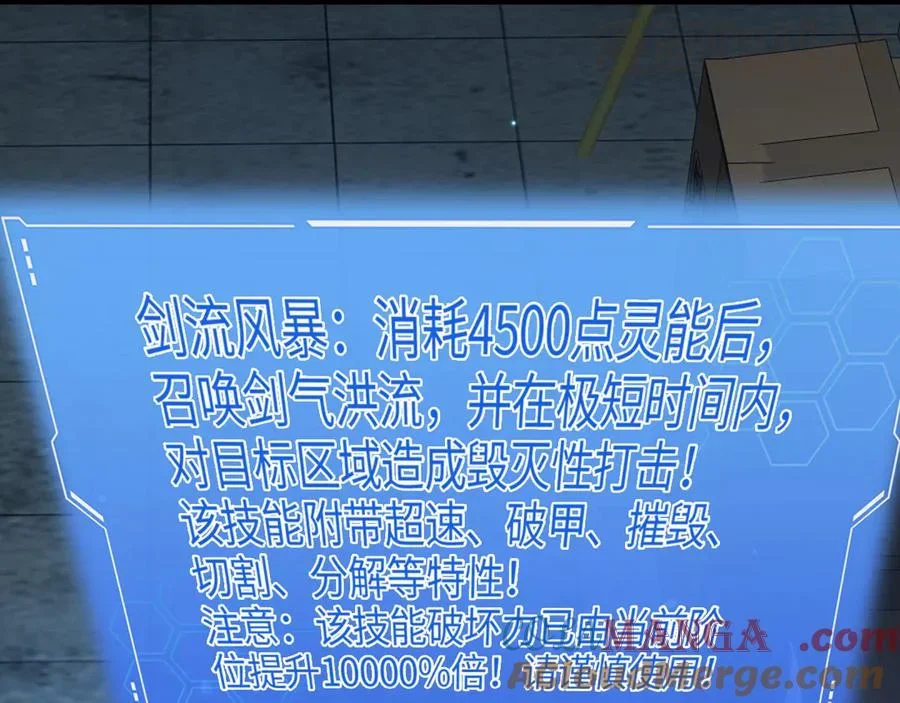 剑流风暴：消耗4500点灵能后，
召唤剑气洪流，并在极短时间内，
对目标区域造成毁灭性打击！
该技能附带超速、破甲、摧毁、
切割、分解等特性！
注意：该技能破坏力已由当前阶
位提升10000%倍！请谨慎使用！
MANGA .com
Merge.com